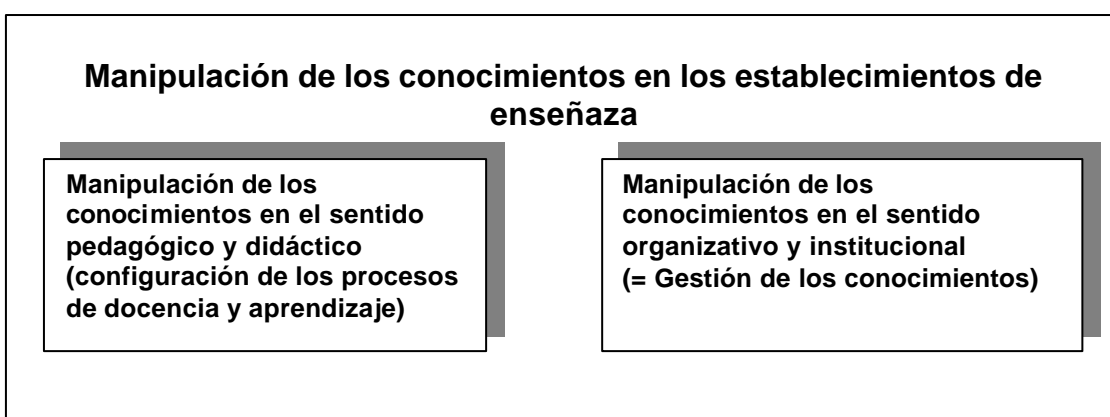 Manipulación de los conocimientos en los establecimientos de
enseñaza
Manipulación de los
conocimientos en el sentido
pedagógico y didáctico
(configuración de los procesos
de docencia y aprendizaje)
Manipulación de los
conocimientos en el sentido
organizativo y institucional
(= Gestión de los conocimientos)